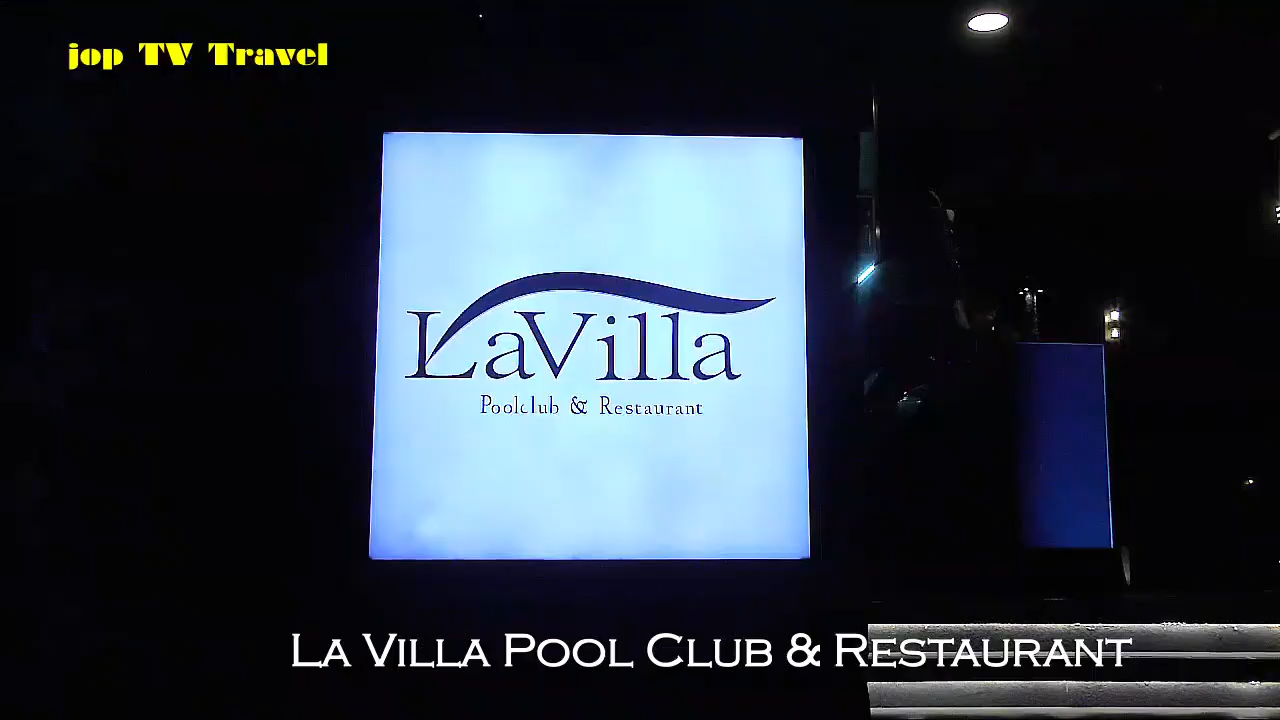 jop TV Travel
LaVilla
Poolclub & Restaurant
LA VILLA POOL CLUB & RESTAURANT